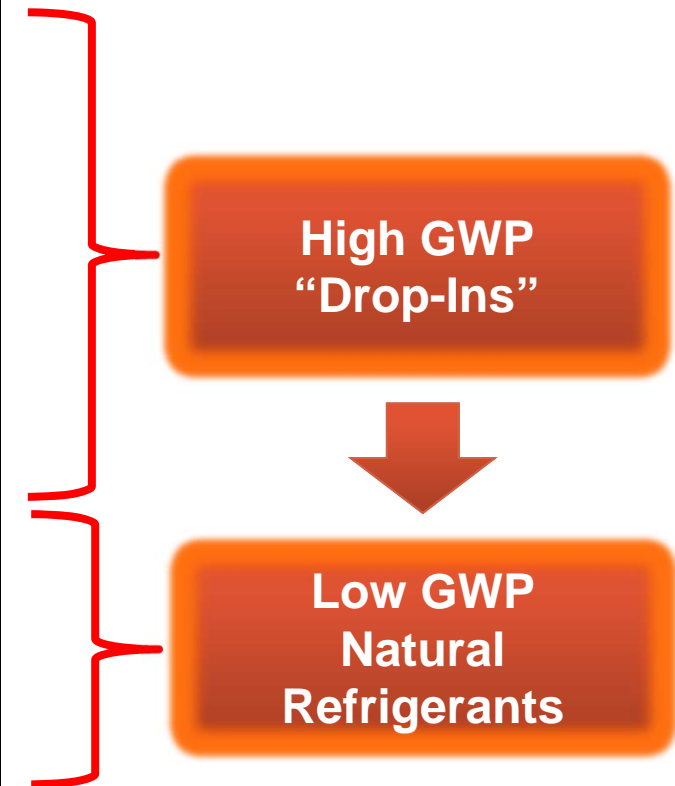 High GWP
“Drop-Ins”
Low GWP
Natural
Refrigerants